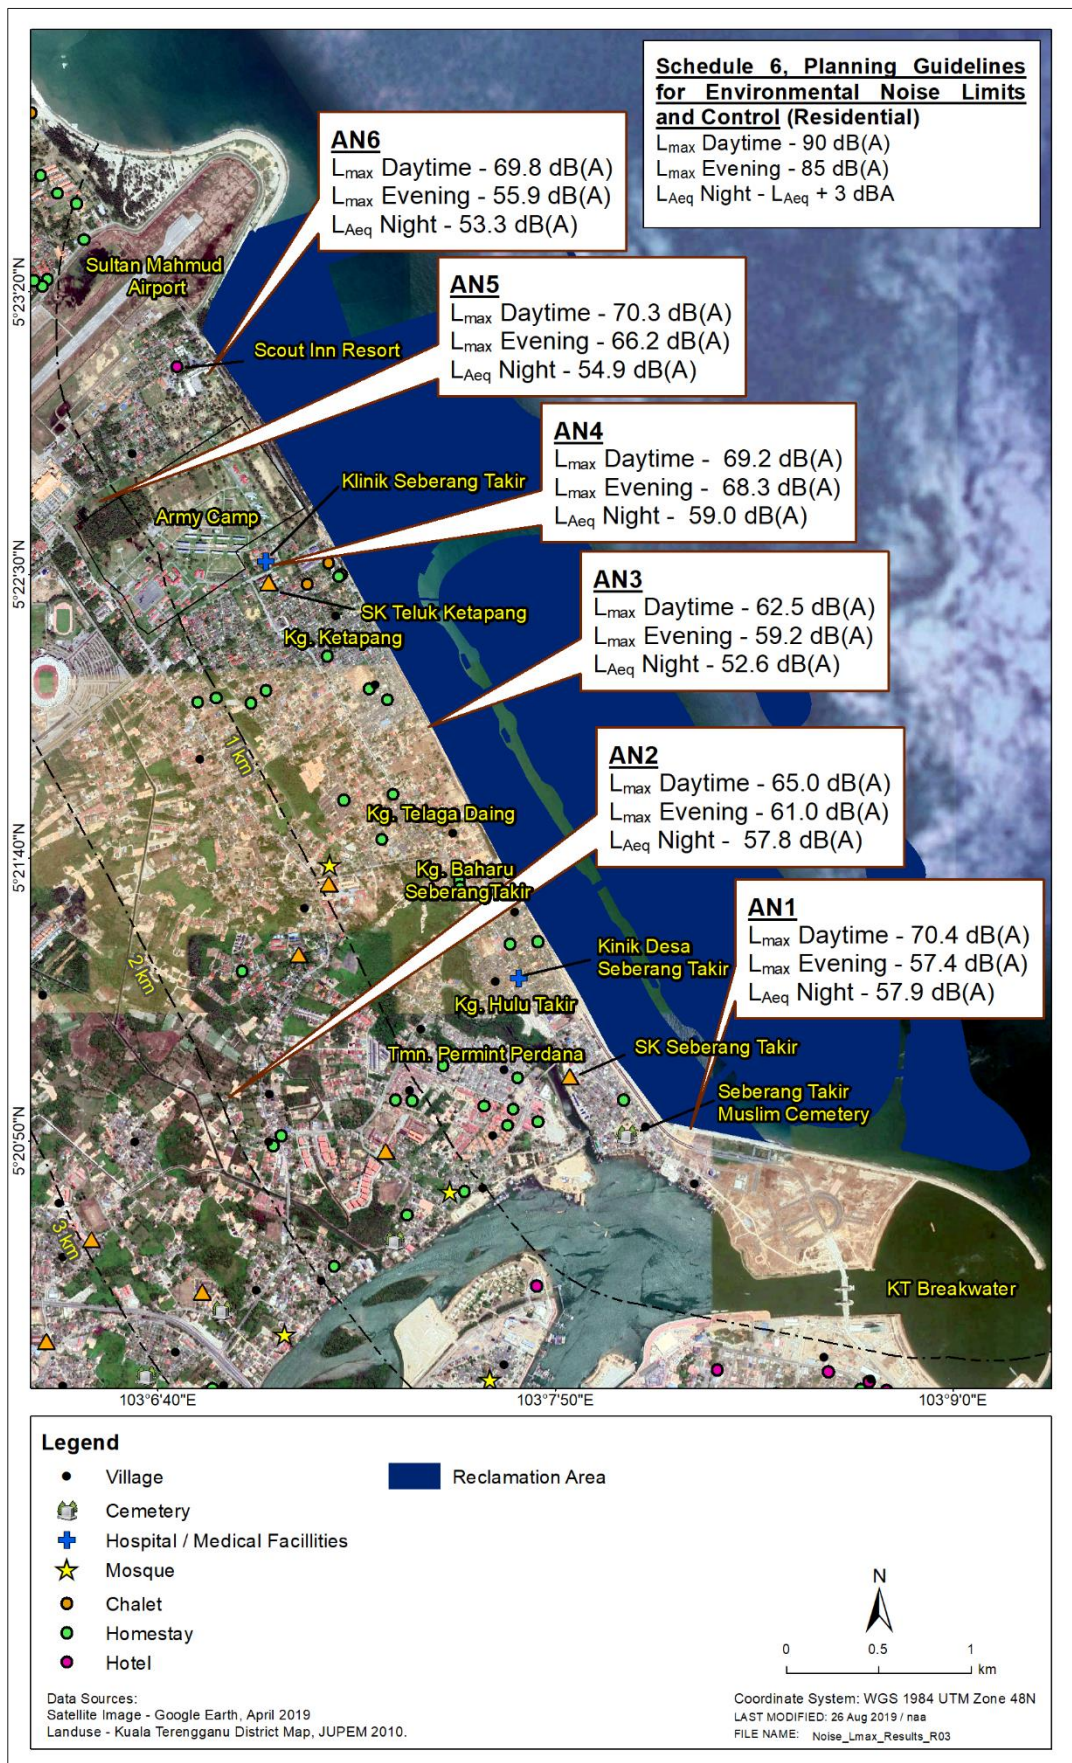 Schedule 6, Planning Guidelines
for Environmental Noise Limits
and Control (Residential)
Lmax Daytime - 90 dB(A)
Lmax Evening - 85 dB(A)
LAeq Night - LAeq + 3 dBA
AN6
Lmax Daytime - 69.8 dB(A)
Lmax Evening - 55.9 dB(A)
LAeq Night - 53.3 dB(A)
Sultan Mahmud
Airport
AN5
Lmax Daytime - 70.3 dB(A)
Lmax Evening - 66.2 dB(A)
LAeq Night - 54.9 dB(A)
5°23'20"N
Scout Inn Resort
AN4
Lmax Daytime - 69.2 dB(A)
Lmax Evening - 68.3 dB(A)
LAeq Night - 59.0 dB(A)
Klinik Seberang Takir
Army Camp
5°22'30"N
SK Teluk Ketapang
Kg. Ketapang
AN3
Lmax Daytime - 62.5 dB(A)
Lmax Evening - 59.2 dB(A)
LAeq Night - 52.6 dB(A)
1 km
AN2
Lmax Daytime - 65.0 dB(A)
Lmax Evening - 61.0 dB(A)
LAeq Night - 57.8 dB(A)
Kg. Telaga Daing
5°21'40"N
Kg. Baharu
SeberangTakir
AN1
Lmax Daytime - 70.4 dB(A)
Lmax Evening - 57.4 dB(A)
LAeq Night - 57.9 dB(A)
2 km
Kinik Desa
Seberang Takir
Kg. Hulu Takir
Tmn. Permint Perdana
SK Seberang Takir
Seberang Takir
Muslim Cemetery
5°20'50"N
3 km
KT Breakwater
103°6'40"E
103°7'50"E
103°9'0"E
Legend
Village
Reclamation Area
Cemetery
Hospital / Medical Facillities
Mosque
Chalet
Homestay
Hotel
N
0 0.5 1
km
Data Sources:
Satellite Image - Google Earth, April 2019
Landuse - Kuala Terengganu District Map, JUPEM 2010.
Coordinate System: WGS 1984 UTM Zone 48N
LAST MODIFIED: 26 Aug 2019 / naa
FILE NAME: Noise_Lmax_Results_R03